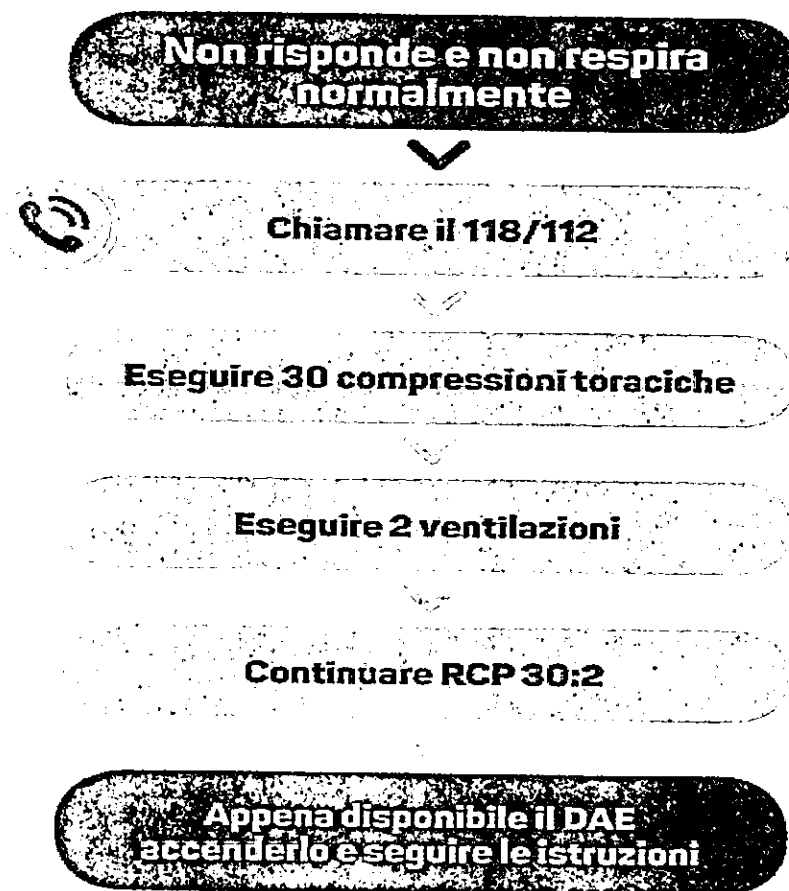 Non risponde e non respira
normalmente
Chiamare il 118/112
Eseguire 30 compressioni toraciche
Eseguire 2 ventilazioni
Continuare RCP 30:2
Appena disponibile il DAE
accenderlo e seguire le istruzioni